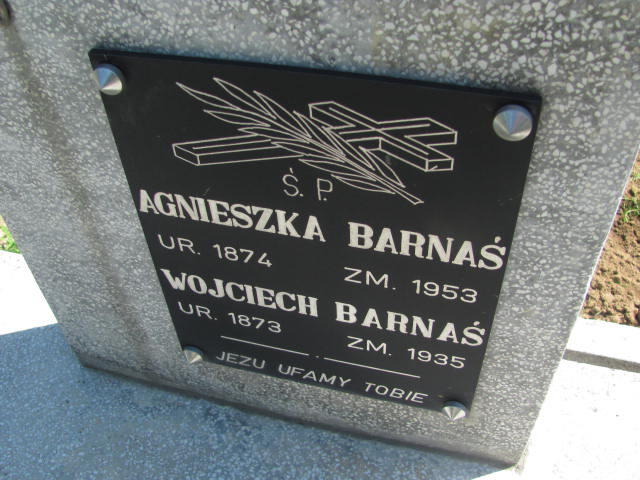 Ś. P.
AGNIESZKA BARNAŚ
UR. 1874 ZM. 1953
WOJCIECH BARNAŚ
UR. 1873 ZM. 1935
JEZU UFAMY TOBIE